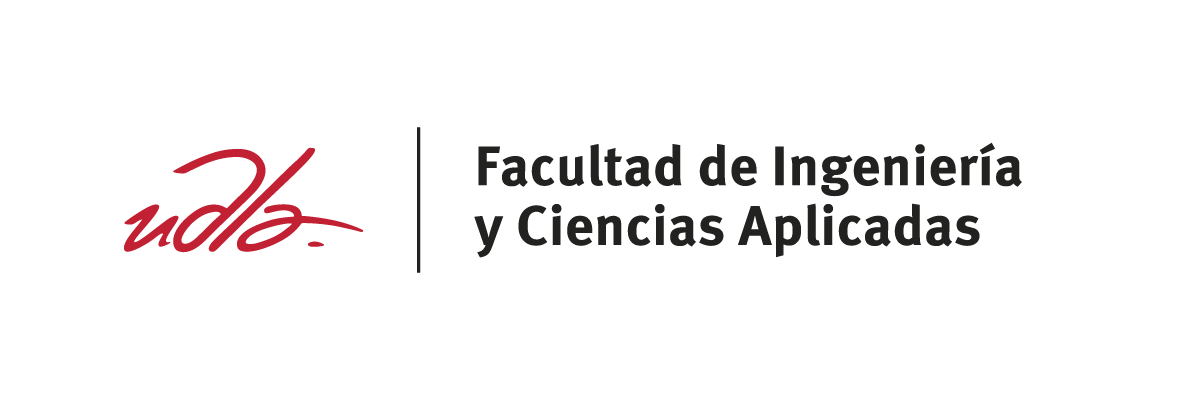 udla.
Facultad de Ingeniería
y Ciencias Aplicadas